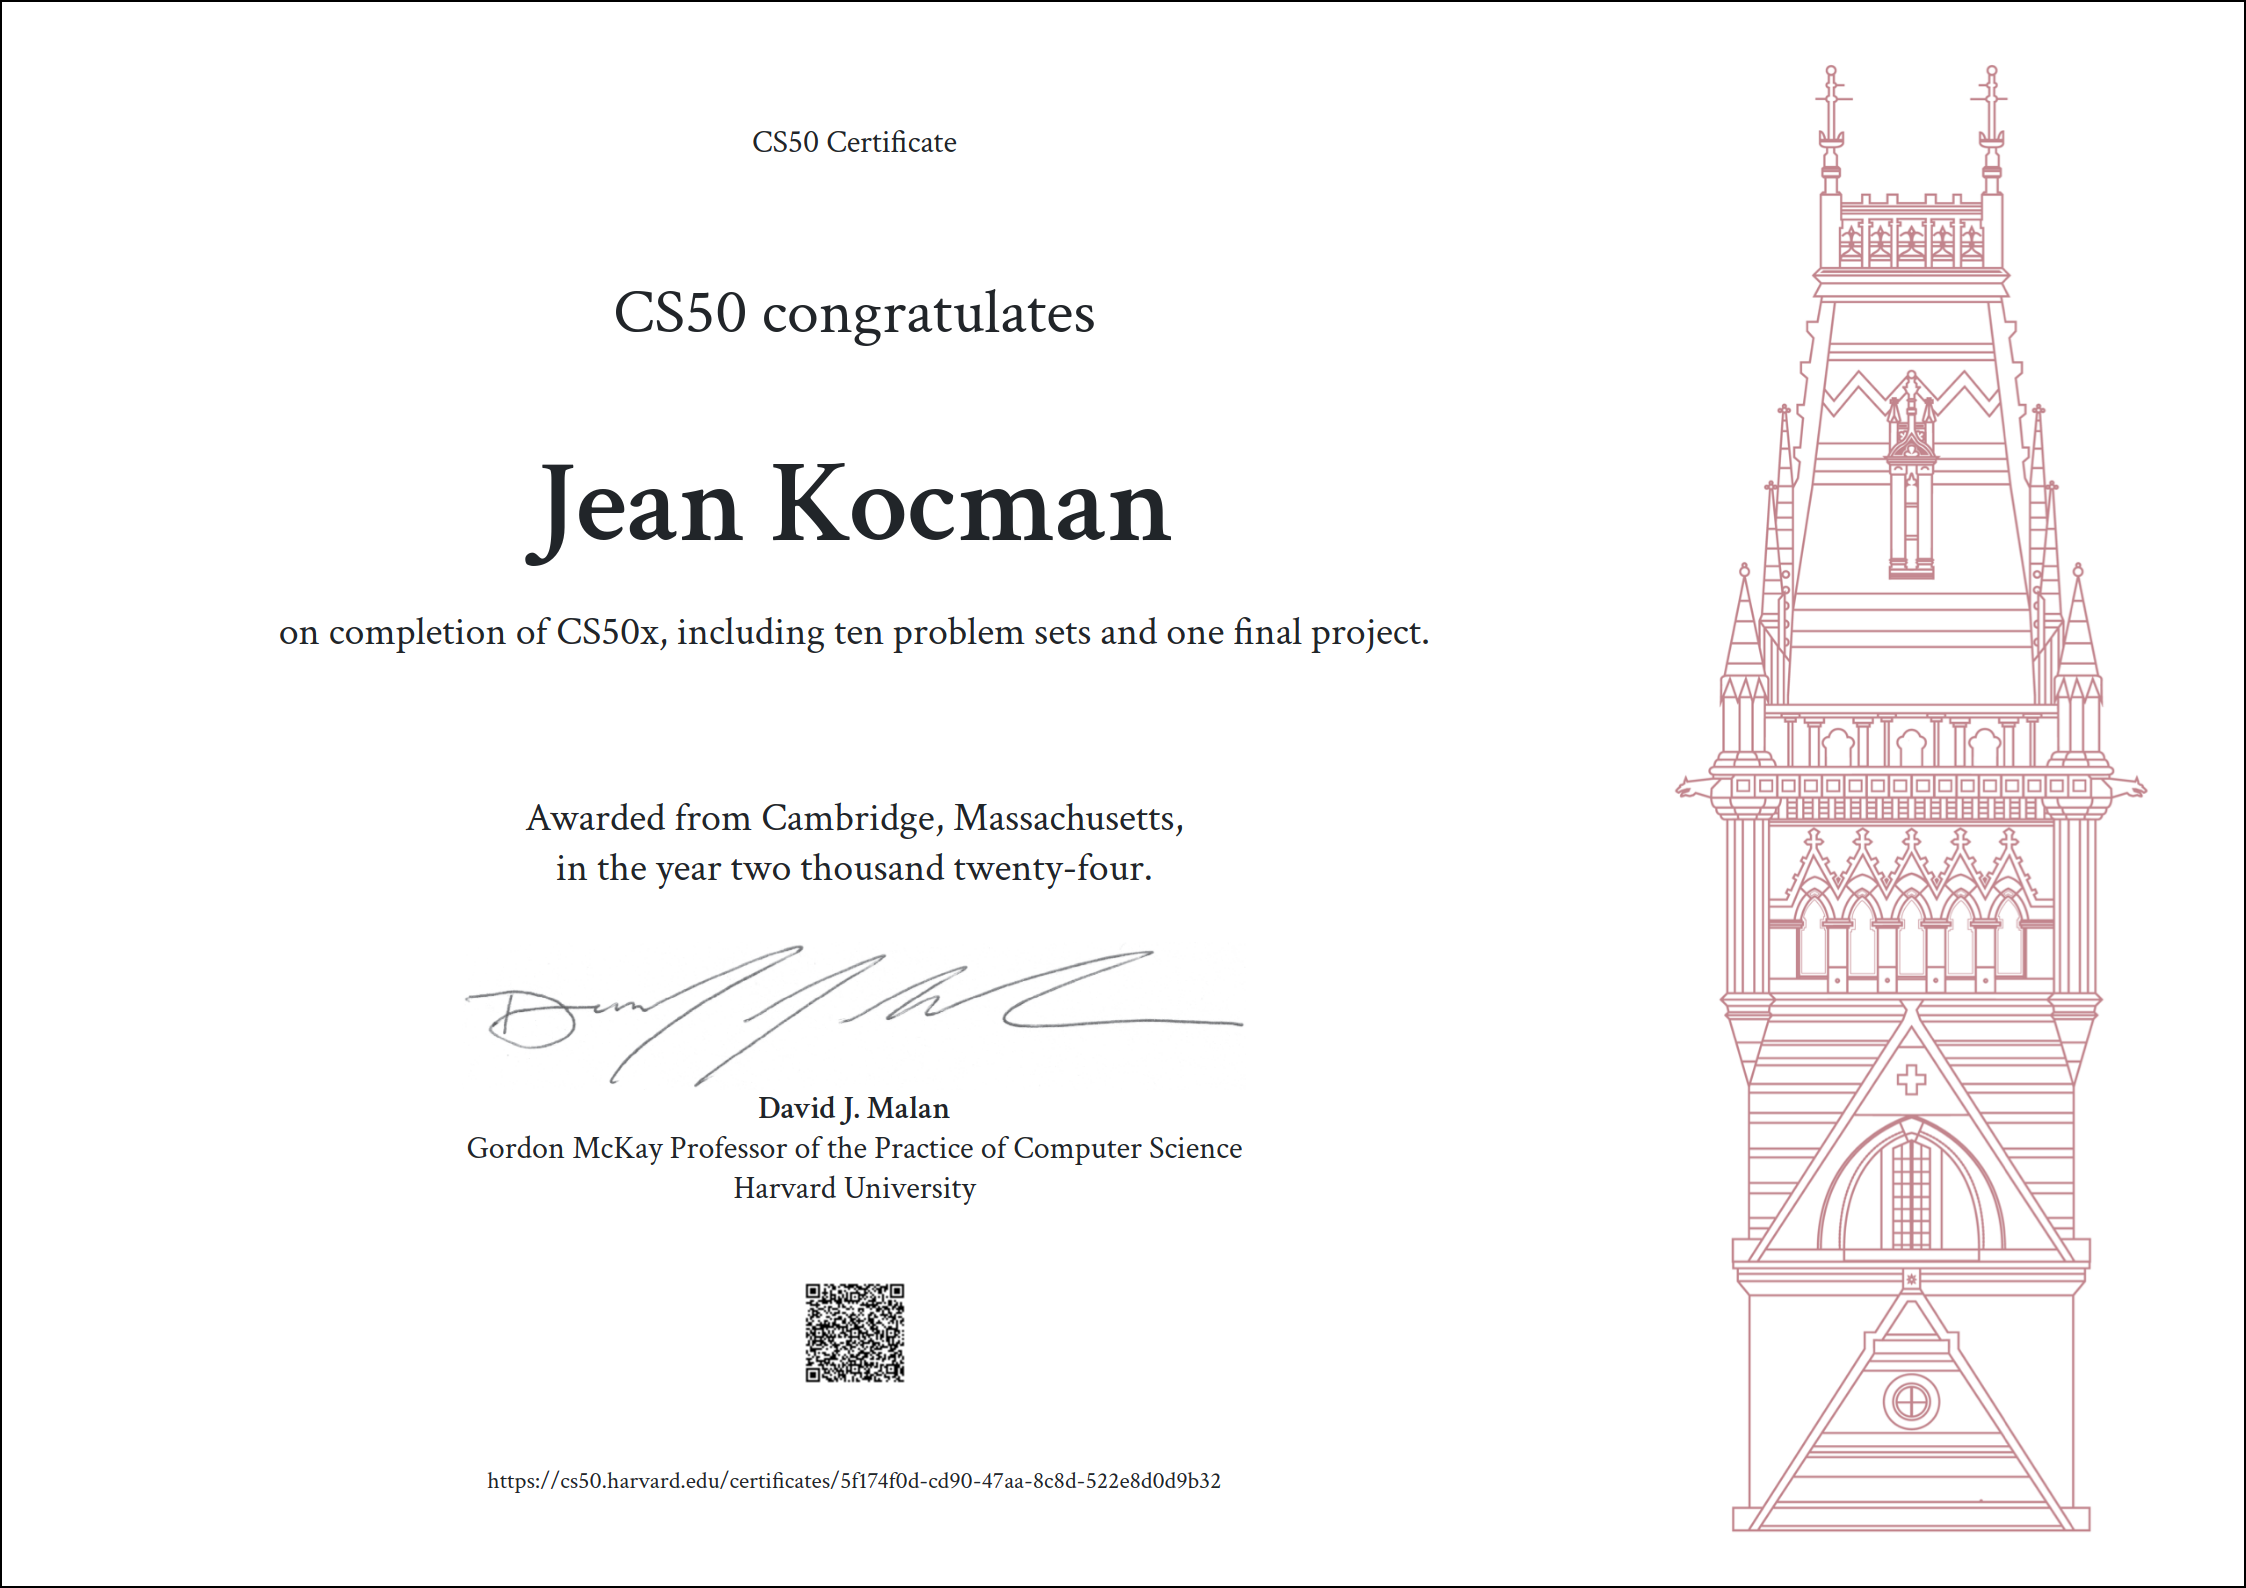 CS50 Certificate
CS50 congratulates
Jean Kocman
on completion of CS50x, including ten problem sets and one final project.
Awarded from Cambridge, Massachusetts,
in the year two thousand twenty-four.
David J. Malan
Gordon McKay Professor of the Practice of Computer Science
Harvard University
https://cs50.harvard.edu/certificates/5f174f0d-cd90-47aa-8c8d-522e8d0d9b32